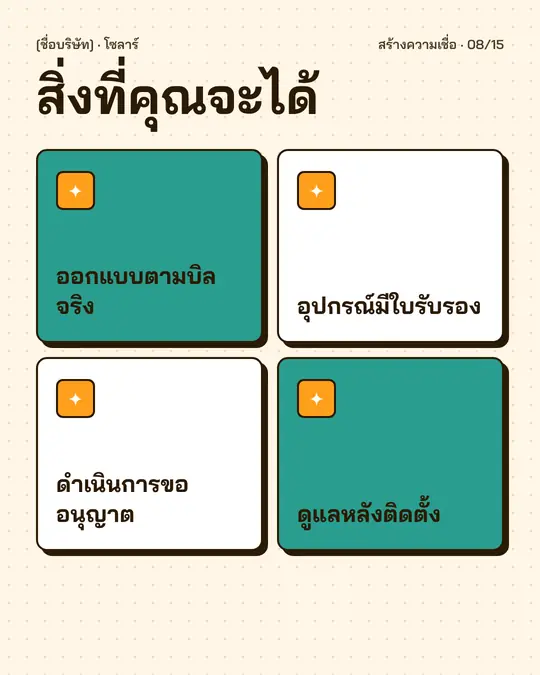 [ชื่อบริษัท] · โซลาร์
สร้างความเชื่อ · 08/15
สิ่งที่คุณจะได้
ออกแบบตามบิล
จริง
อุปกรณ์มีใบรับรอง
ดำเนินการขอ
อนุญาต
ดูแลหลังติดตั้ง